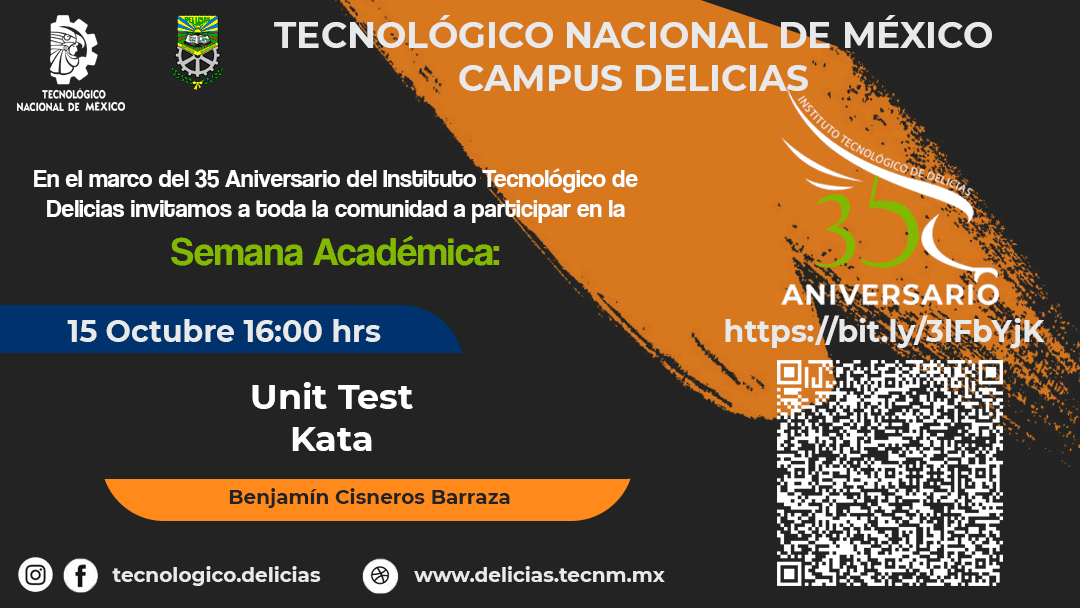 TECNOLÓGICO
NACIONAL DE MÉXICO
TECNOLÓGICO NACIONAL DE MÉXICO
CAMPUS DELICIAS
En el marco del 35 Aniversario del Instituto Tecnológico de
Delicias invitamos a toda la comunidad a participar en la
Semana Académica:
INSTITUTO TECNOLÓGICO DE DELICIAS
35
ANIVERSARIO
https://bit.ly/3lFbYjK
15 Octubre 16:00 hrs
Unit Test
Kata
Benjamín Cisneros Barraza
tecnologico.delicias
www.delicias.tecnm.mx